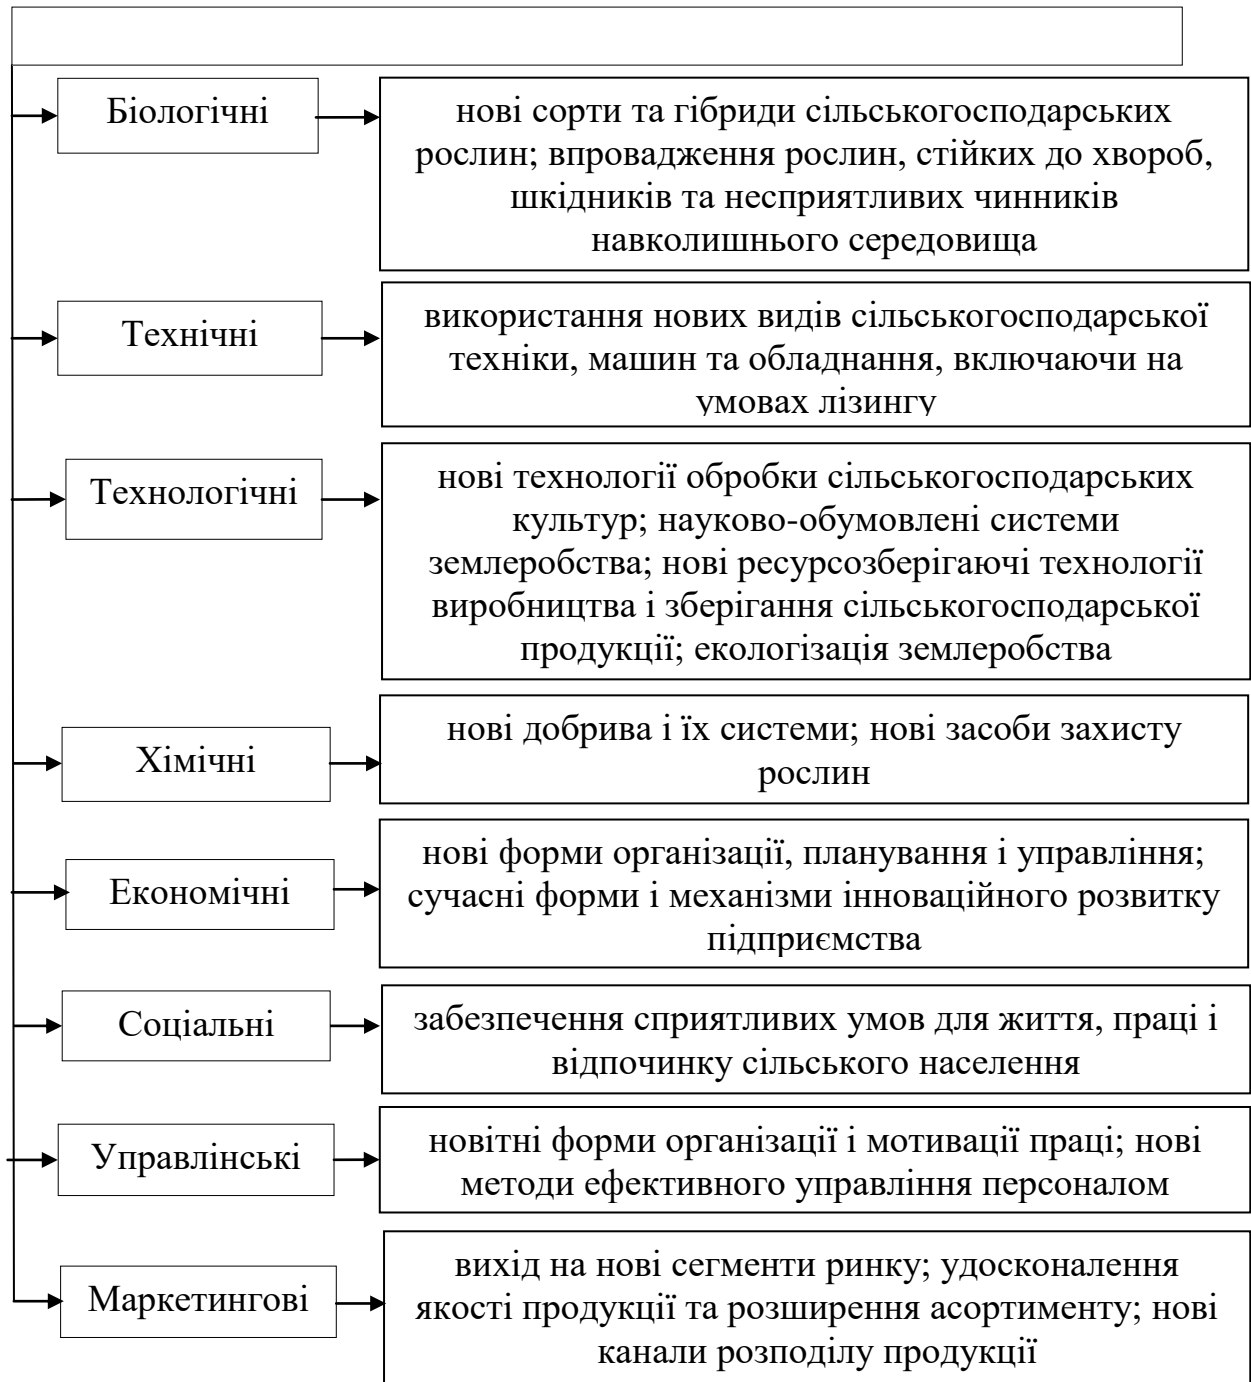 Біологічні
нові сорти та гібриди сільськогосподарських
рослин; впровадження рослин, стійких до хвороб,
шкідників та несприятливих чинників
навколишнього середовища
Технічні
використання нових видів сільськогосподарської
техніки, машин та обладнання, включаючи на
умовах лізингу
Технологічні
нові технології обробки сільськогосподарських
культур; науково-обумовлені системи
землеробства; нові ресурсозберігаючі технології
виробництва і зберігання сільськогосподарської
продукції; екологізація землеробства
Хімічні
нові добрива і їх системи; нові засоби захисту
рослин
Економічні
нові форми організації, планування і управління;
сучасні форми і механізми інноваційного розвитку
підприємства
Соціальні
забезпечення сприятливих умов для життя, праці і
відпочинку сільського населення
Управлінські
новітні форми організації і мотивації праці; нові
методи ефективного управління персоналом
Маркетингові
вихід на нові сегменти ринку; удосконалення
якості продукції та розширення асортименту; нові
канали розподілу продукції